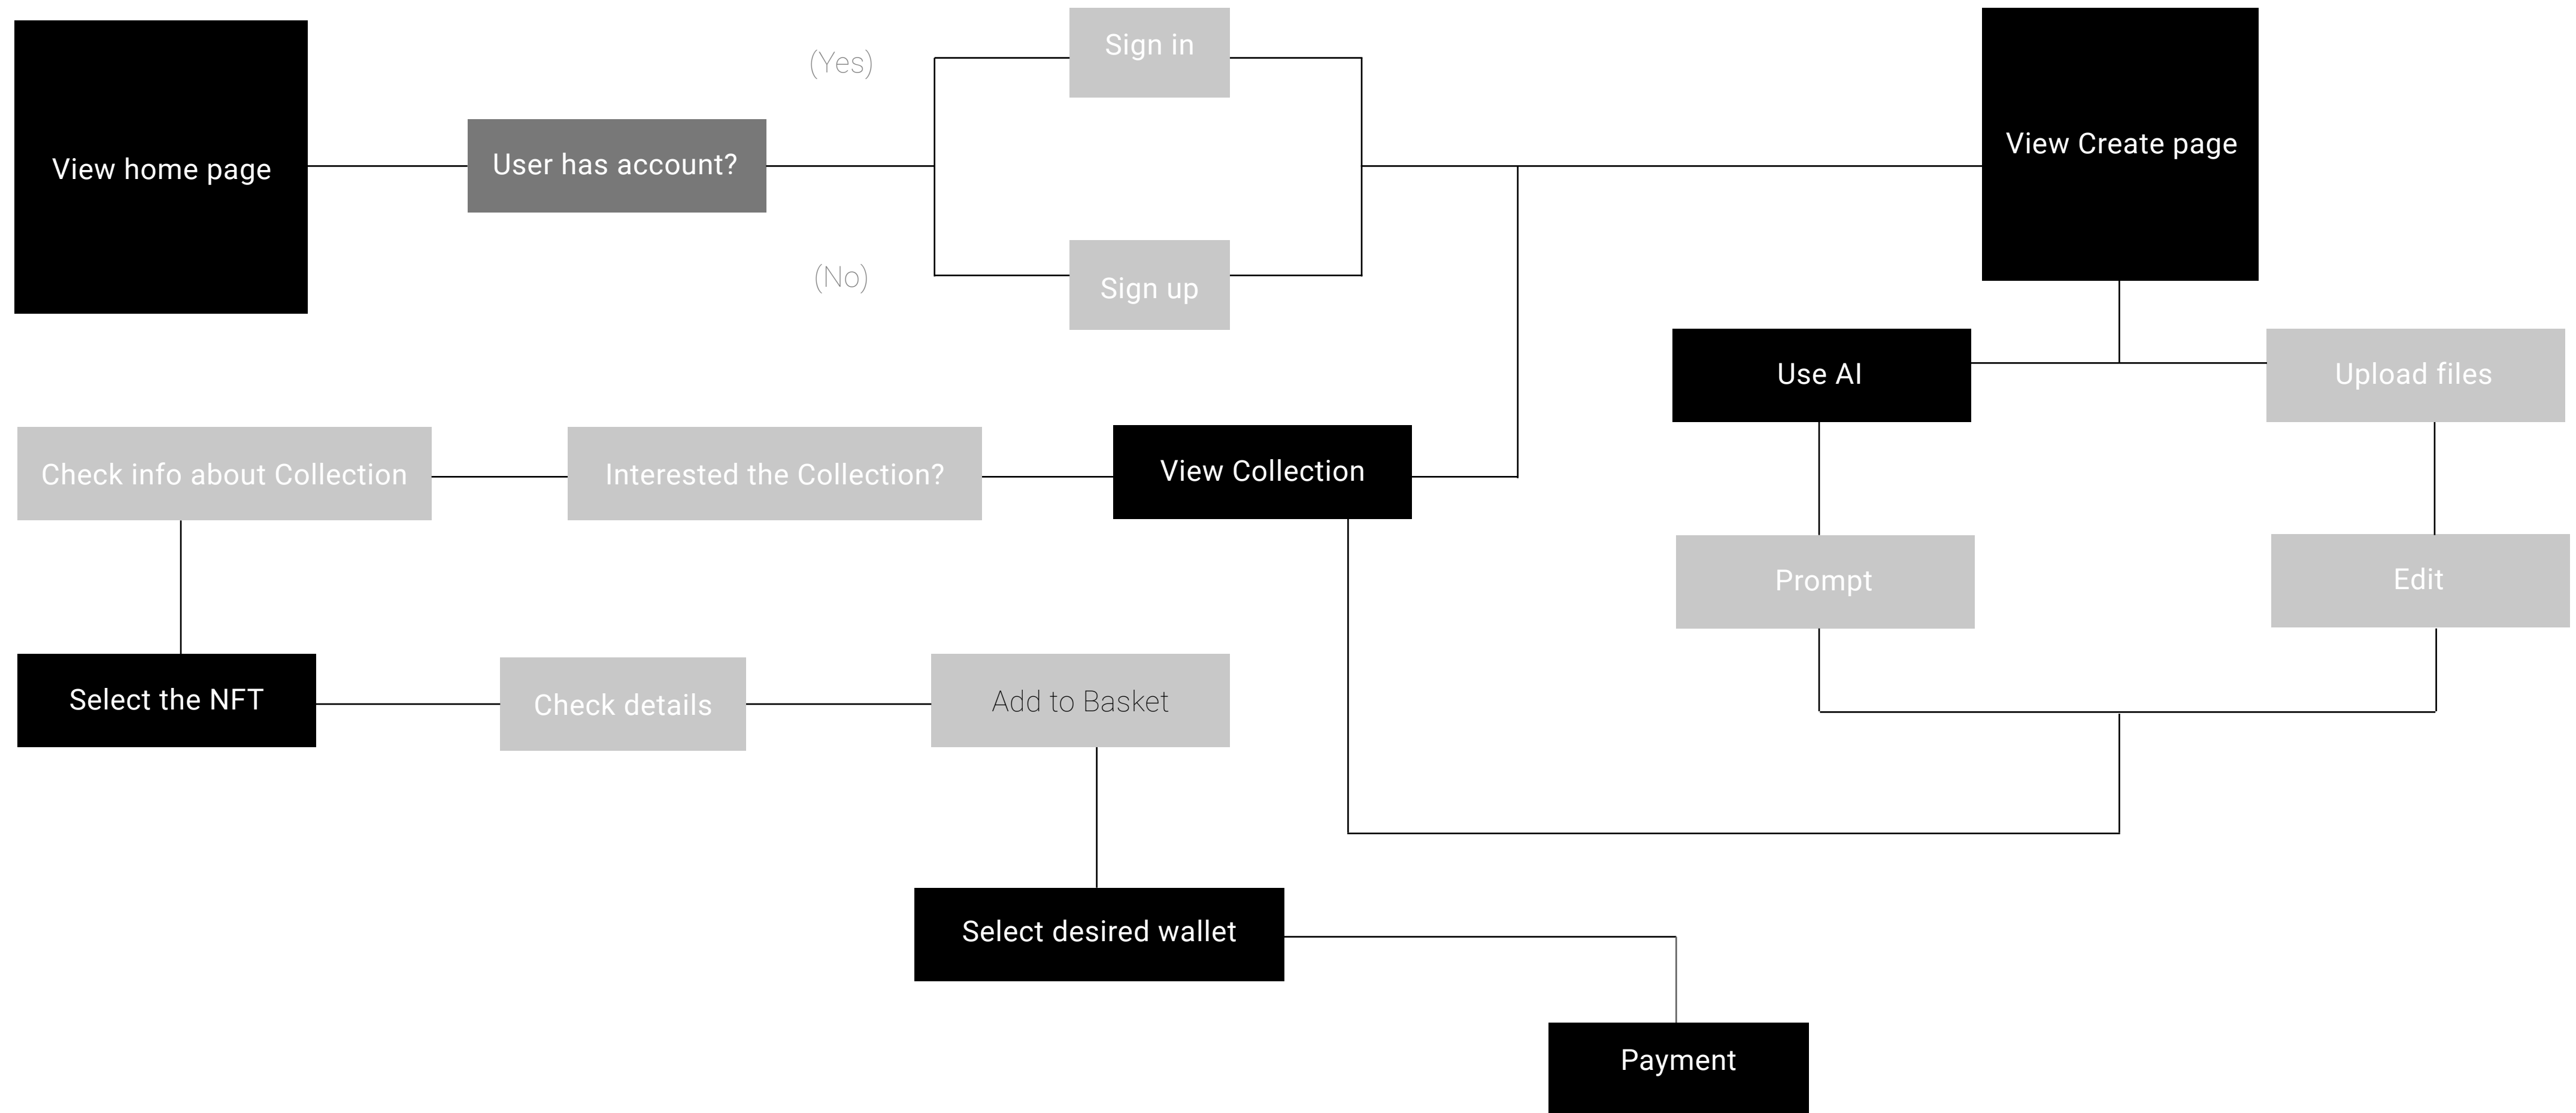 (Yes)
Sign in
View home page
User has account?
View Create page
(No)
Sign up
Use AI
Upload files
Check info about Collection
Interested the Collection?
View Collection
Prompt
Edit
Select the NFT
Check details
Add to Basket
Select desired wallet
Payment